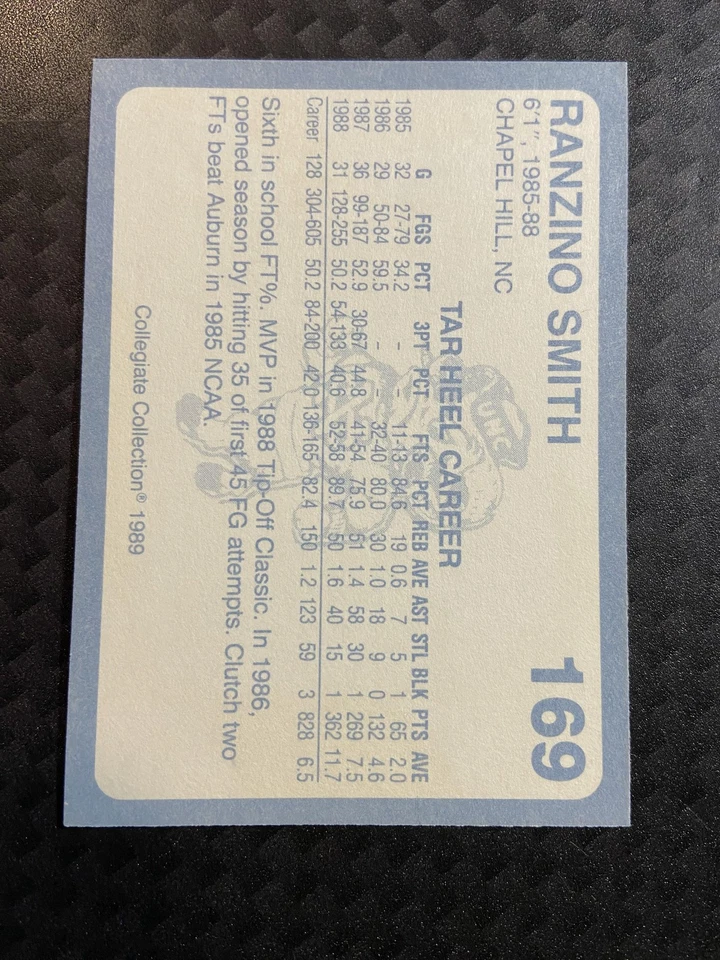 RANZINO SMITH 169
6'1", 1985-88
CHAPEL HILL, NC
TAR HEEL CAREER
G FGS PCT 3PT PCT FTS PCT REB AVE AST STL BLK PTS AVE
1985 32 27-79 34.2 – – 11-13 84.6 19 0.6 7 5 1 65 2.0
1986 29 50-84 59.5 – – 32-40 80.0 30 1.0 18 9 0 132 4.6
1987 36 99-187 52.9 30-67 44.8 41-54 75.9 51 1.4 58 30 1 269 7.5
1988 31 128-255 50.2 54-133 40.6 52-58 89.7 50 1.6 40 15 1 362 11.7
Career 128 304-605 50.2 84-200 42.0 136-165 82.4 150 1.2 123 59 3 828 6.5
Sixth in school FT%. MVP in 1988 Tip-Off Classic. In 1986,
opened season by hitting 35 of first 45 FG attempts. Clutch two
FTs beat Auburn in 1985 NCAA.
Collegiate Collection® 1989
UNC